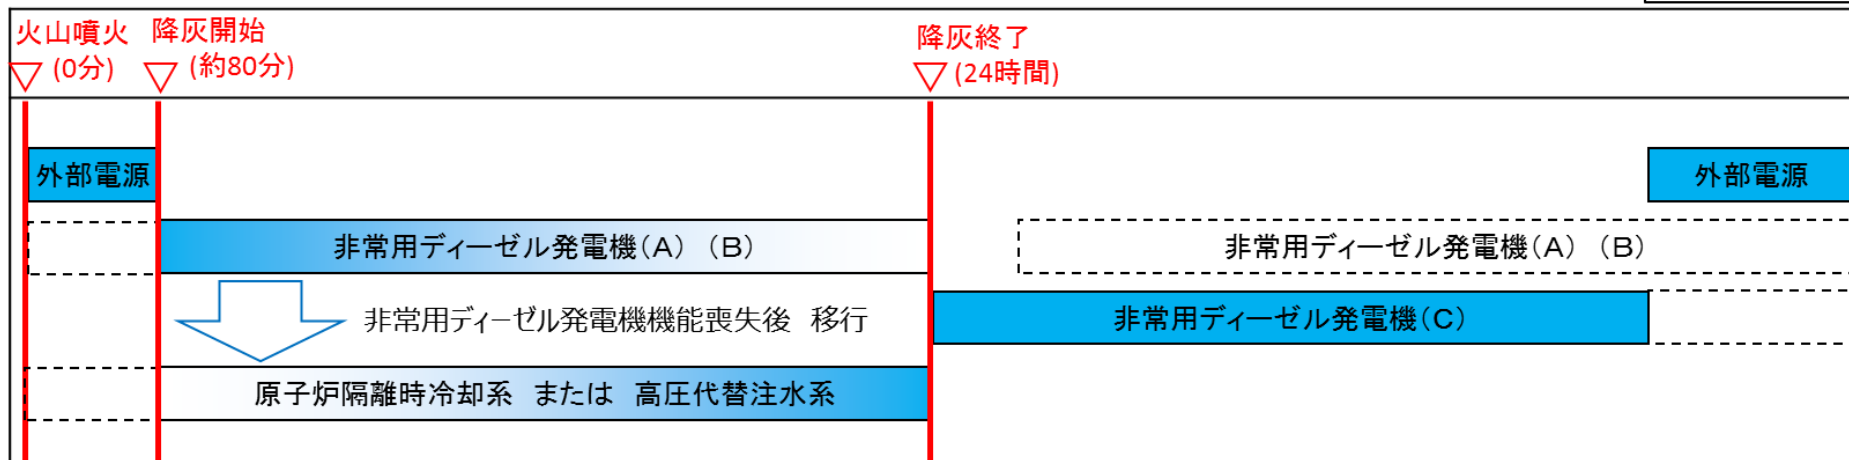 火山噴火
(0分)
降灰開始
(約80分)
降灰終了
(24時間)
外部電源
外部電源
非常用ディーゼル発電機(A) (B)
非常用ディーゼル発電機(A) (B)
非常用ディーゼル発電機機能喪失後 移行
非常用ディーゼル発電機(C)
原子炉隔離時冷却系 または 高圧代替注水系